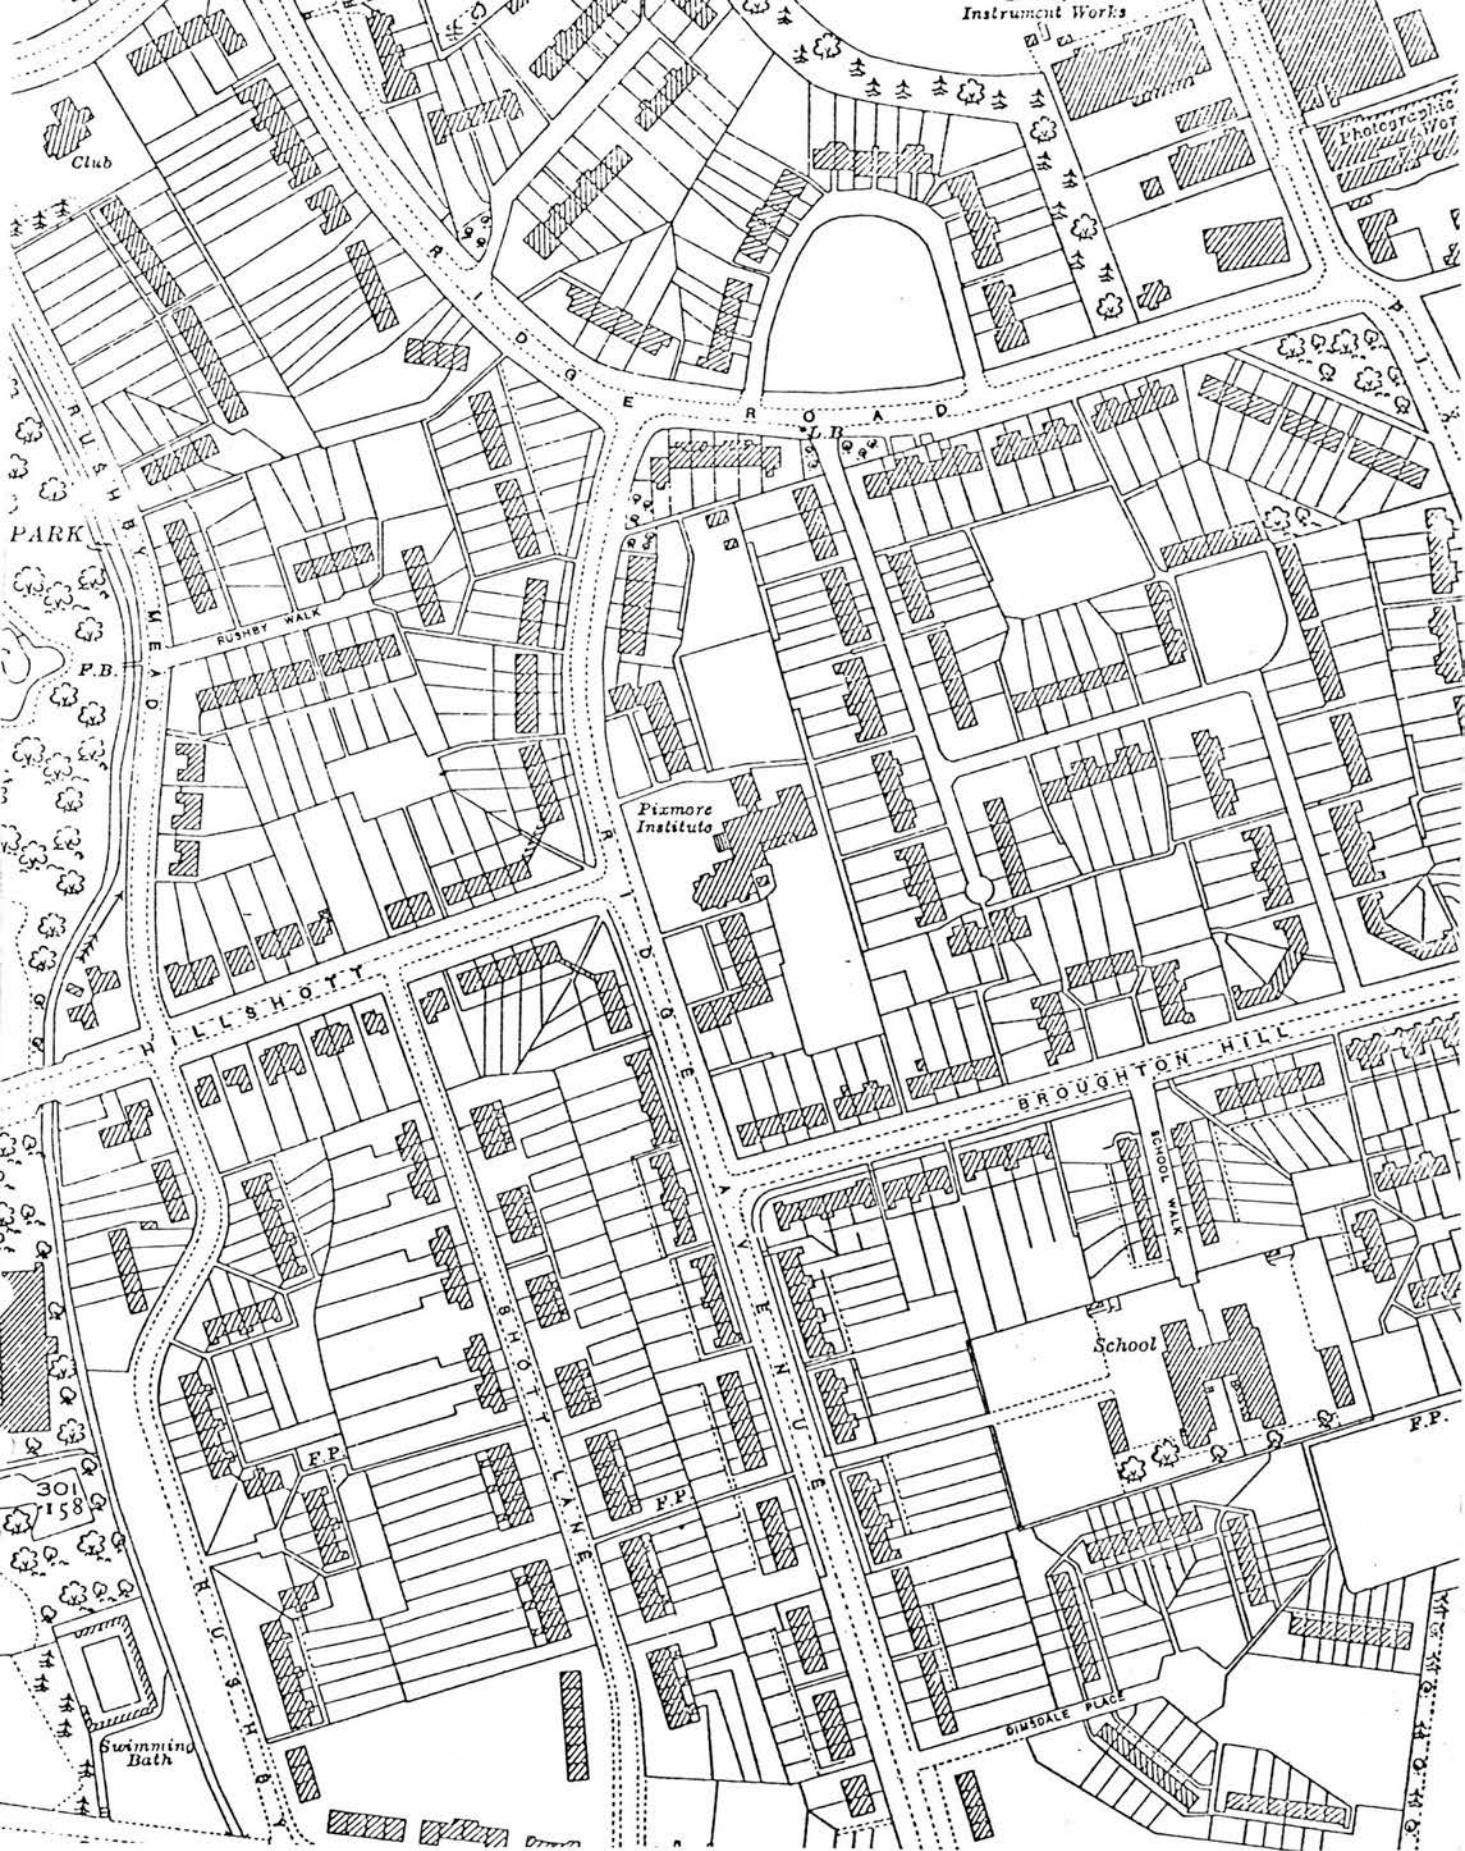 Instrument Works
Photographic
Club
RIDGE ROAD
L.B.
PARK
RUSHBY MEAD
RUSHBY WALK
F.B.
Pixmore
Institute
HILLSHOTT
RIDGE AVENUE
BROUGHTON HILL
SCHOOL WALK
SHOTT LANE
School
F.P.
F.P.
F.P.
301
.158
RUSHBY
DIMSDALE PLACE
Swimming
Bath